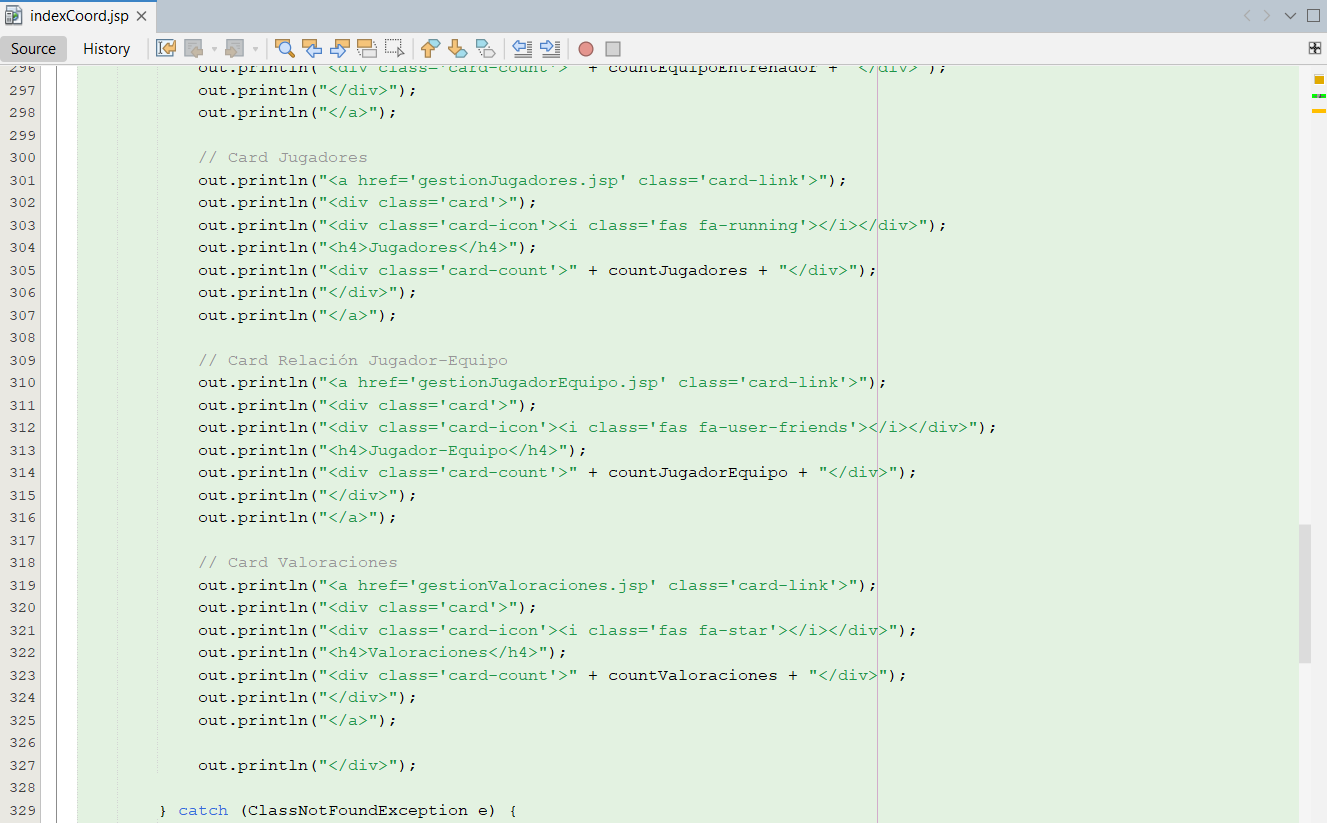 indexCoord.jsp
Source History
296 out.println("<div class='card-count'>" + countEquipoEntrenador + "</div>");
297 out.println("</div>");
298 out.println("</a>");
299
300 // Card Jugadores
301 out.println("<a href='gestionJugadores.jsp' class='card-link'>");
302 out.println("<div class='card'>");
303 out.println("<div class='card-icon'><i class='fas fa-running'></i></div>");
304 out.println("<h4>Jugadores</h4>");
305 out.println("<div class='card-count'>" + countJugadores + "</div>");
306 out.println("</div>");
307 out.println("</a>");
308
309 // Card Relación Jugador-Equipo
310 out.println("<a href='gestionJugadorEquipo.jsp' class='card-link'>");
311 out.println("<div class='card'>");
312 out.println("<div class='card-icon'><i class='fas fa-user-friends'></i></div>");
313 out.println("<h4>Jugador-Equipo</h4>");
314 out.println("<div class='card-count'>" + countJugadorEquipo + "</div>");
315 out.println("</div>");
316 out.println("</a>");
317
318 // Card Valoraciones
319 out.println("<a href='gestionValoraciones.jsp' class='card-link'>");
320 out.println("<div class='card'>");
321 out.println("<div class='card-icon'><i class='fas fa-star'></i></div>");
322 out.println("<h4>Valoraciones</h4>");
323 out.println("<div class='card-count'>" + countValoraciones + "</div>");
324 out.println("</div>");
325 out.println("</a>");
326
327 out.println("</div>");
328
329 } catch (ClassNotFoundException e) {